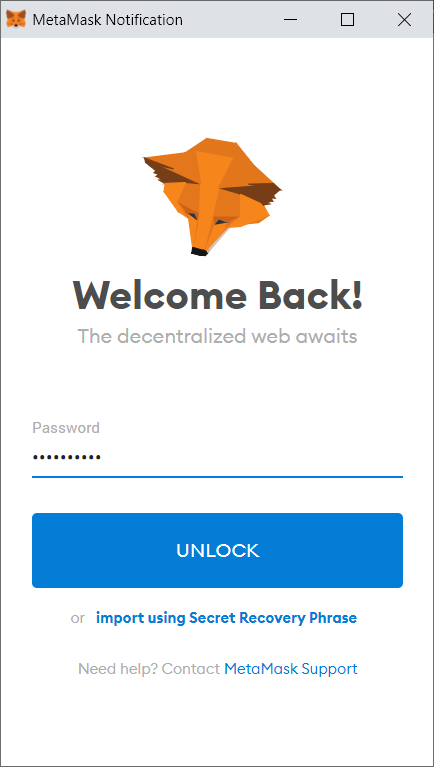 MetaMask Notification
Welcome Back!
The decentralized web awaits
Password
••••••••••
UNLOCK
or import using Secret Recovery Phrase
Need help? Contact MetaMask Support